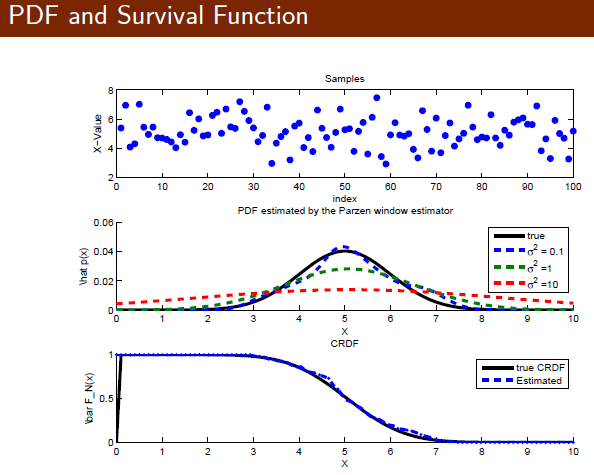 PDF and Survival Function
Samples
X−Value
8
6
4
2
0 10 20 30 40 50 60 70 80 90 100
index
PDF estimated by the Parzen window estimator
\hat p(x)
0.06
0.04
0.02
0
true
σ² = 0.1
σ² =1
σ² =10
0 1 2 3 4 5 6 7 8 9 10
X
CRDF
\bar F_N(x)
1
0.5
0
true CRDF
Estimated
0 1 2 3 4 5 6 7 8 9 10
X